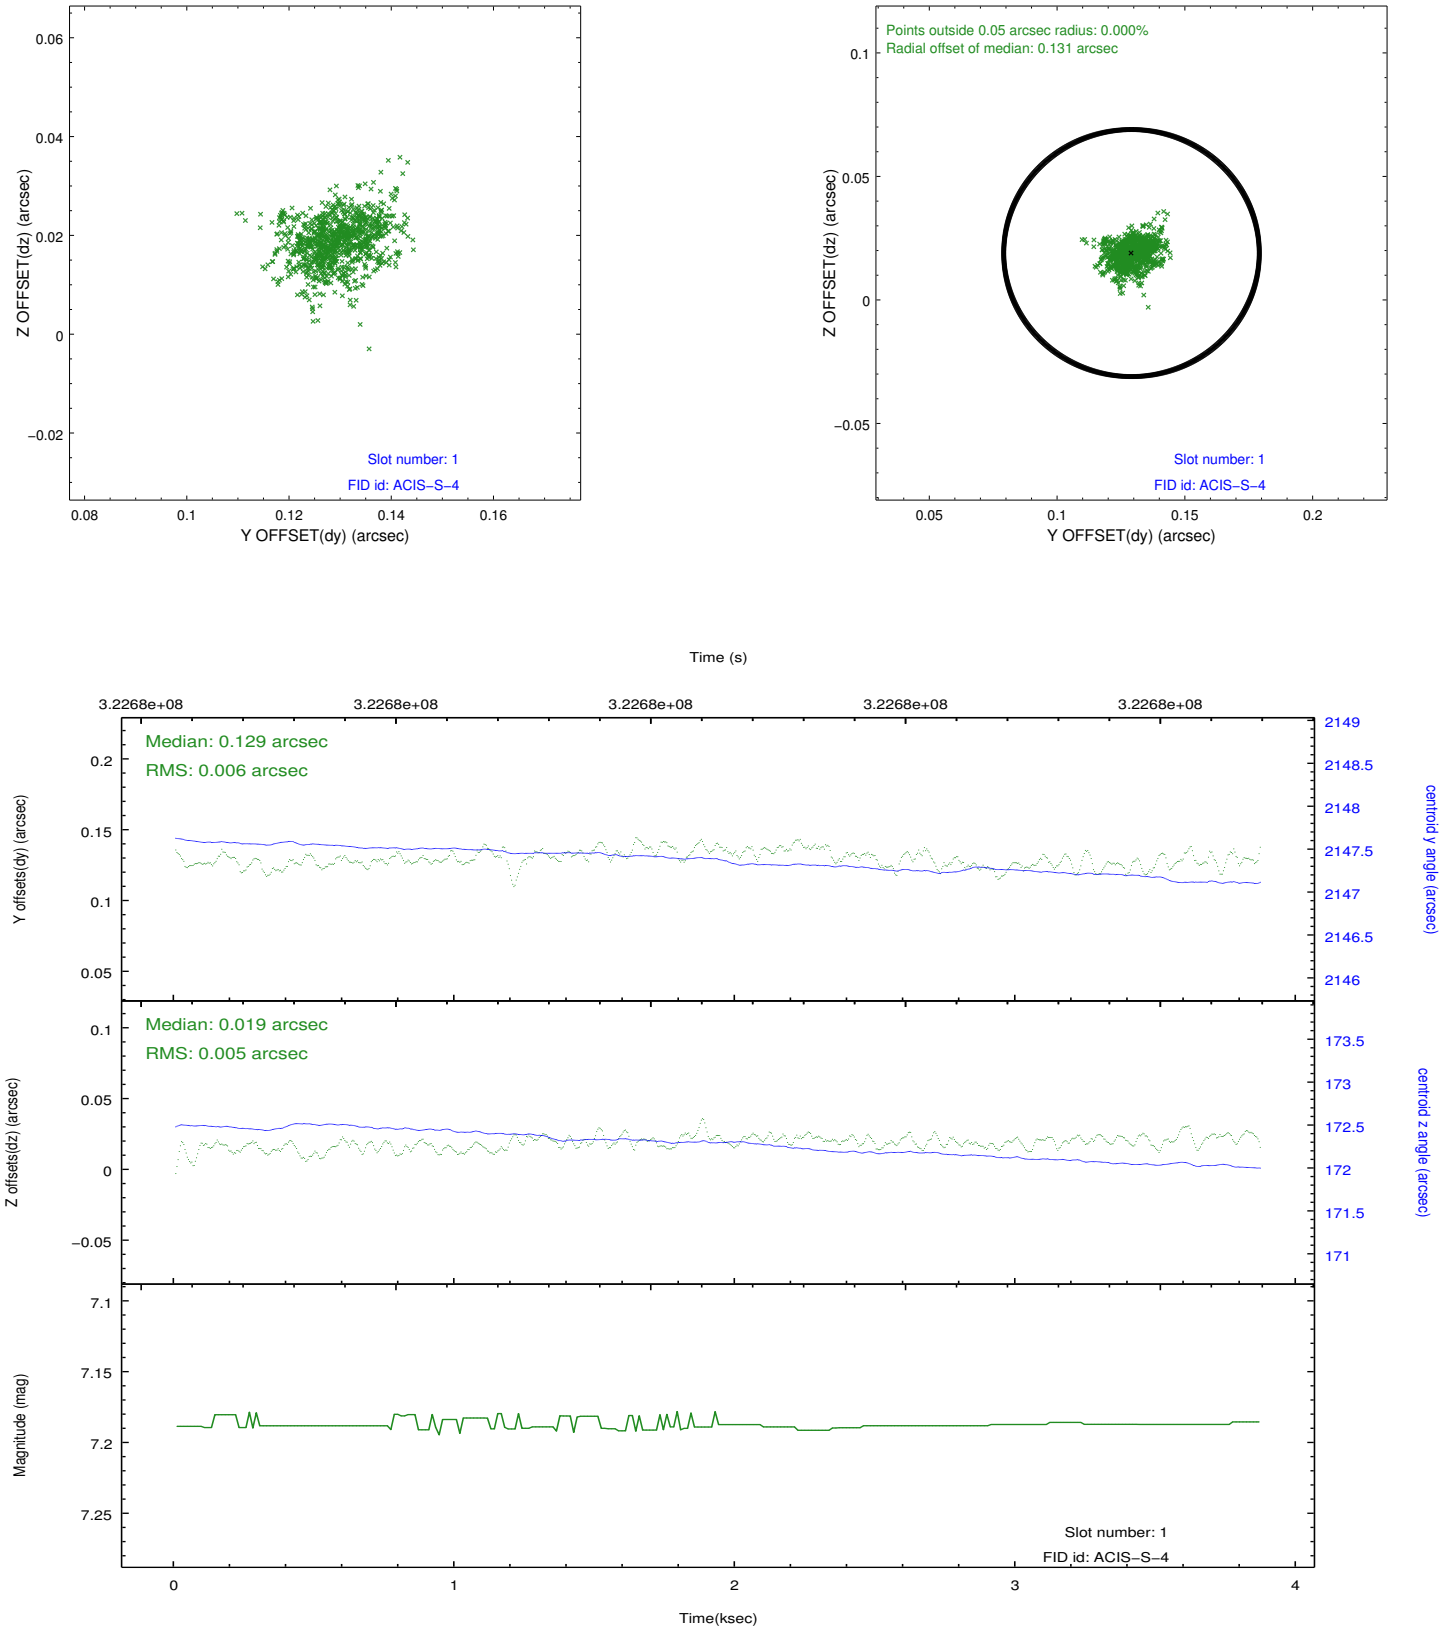 0.06
0.04
0.02
0
−0.02
Z OFFSET(dz) (arcsec)
Slot number: 1
FID id: ACIS−S−4
0.08
0.1
0.12
0.14
0.16
Y OFFSET(dy) (arcsec)
Points outside 0.05 arcsec radius: 0.000%
Radial offset of median: 0.131 arcsec
0.1
0.05
0
−0.05
Z OFFSET(dz) (arcsec)
Slot number: 1
FID id: ACIS−S−4
0.05
0.1
0.15
0.2
Y OFFSET(dy) (arcsec)
Time (s)
3.2268e+08
3.2268e+08
3.2268e+08
3.2268e+08
3.2268e+08
Median: 0.129 arcsec
RMS: 0.006 arcsec
0.2
0.15
0.1
0.05
Y offsets(dy) (arcsec)
2149
2148.5
2148
2147.5
2147
2146.5
2146
centroid y angle (arcsec)
Median: 0.019 arcsec
RMS: 0.005 arcsec
0.1
0.05
0
−0.05
Z offsets(dz) (arcsec)
173.5
173
172.5
172
171.5
171
centroid z angle (arcsec)
7.1
7.15
7.2
7.25
Magnitude (mag)
Slot number: 1
FID id: ACIS−S−4
0
1
2
3
4
Time(ksec)